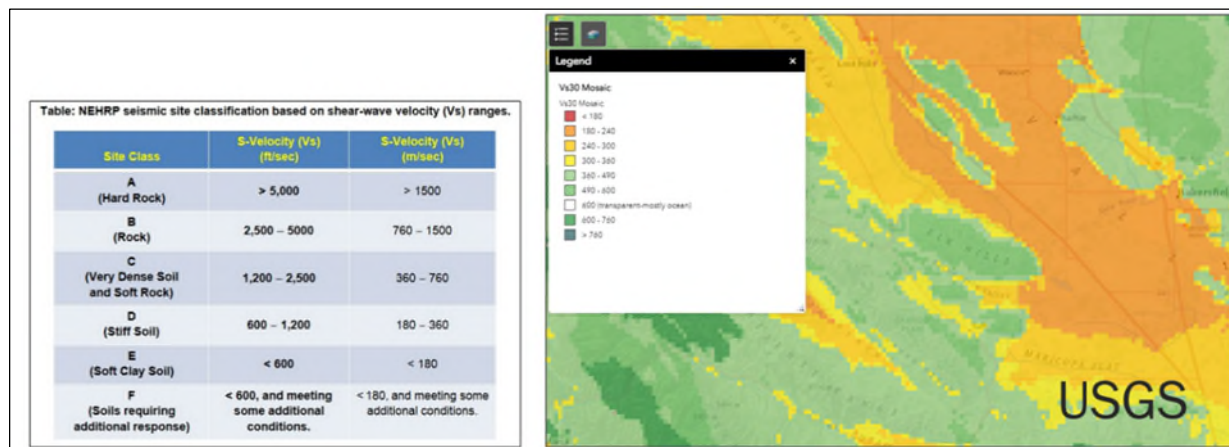 Table: NEHRP seismic site classification based on shear-wave velocity (Vs) ranges.
Site Class
S-Velocity (Vs)
(ft/sec)
S-Velocity (Vs)
(m/sec)
A
(Hard Rock)
> 5,000
> 1500
B
(Rock)
2,500 – 5000
760 – 1500
C
(Very Dense Soil
and Soft Rock)
1,200 – 2,500
360 – 760
D
(Stiff Soil)
600 – 1,200
180 – 360
E
(Soft Clay Soil)
< 600
< 180
F
(Soils requiring
additional response)
< 600, and meeting
some additional
conditions.
< 180, and meeting some
additional conditions.
Legend
×
Vs30 Mosaic
Vs30 Mosaic
< 180
180 - 240
240 - 300
300 - 360
360 - 490
490 - 600
600 (transparent-mostly ocean)
600 - 760
> 760
ELK HILLS
MARICOPA FLAT
USGS